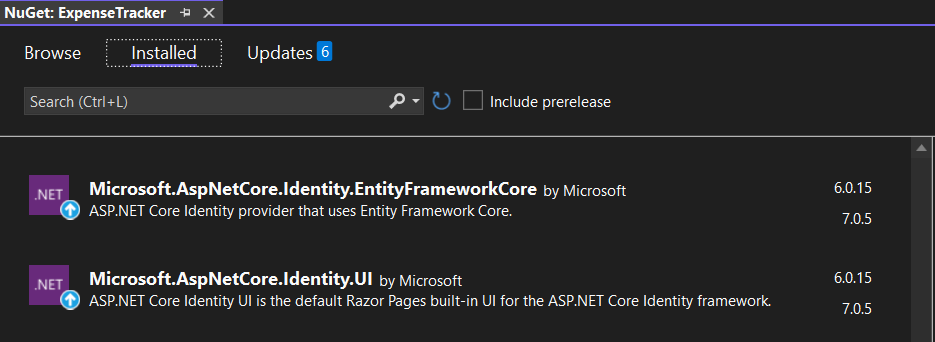 NuGet: ExpenseTracker
Browse Installed Updates 6
Search (Ctrl+L) Include prerelease
.NET Microsoft.AspNetCore.Identity.EntityFrameworkCore by Microsoft 6.0.15
ASP.NET Core Identity provider that uses Entity Framework Core. 7.0.5
.NET Microsoft.AspNetCore.Identity.UI by Microsoft 6.0.15
ASP.NET Core Identity UI is the default Razor Pages built-in UI for the ASP.NET Core Identity framework. 7.0.5